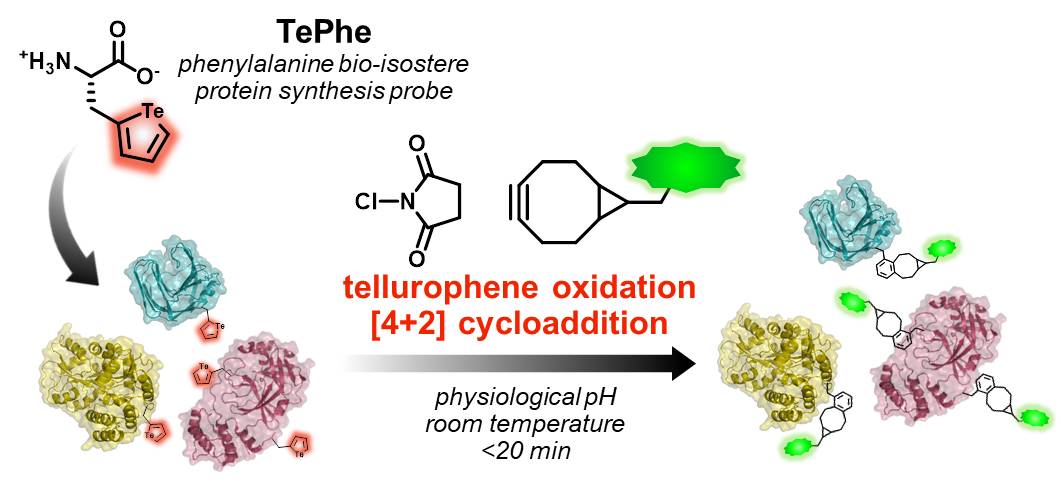 TePhe
phenylalanine bio-isostere
protein synthesis probe
O
⁺H₃N
O⁻
Te
O
Cl
N
O
tellurophene oxidation
[4+2] cycloaddition
physiological pH
room temperature
<20 min
Te
Te
Te
Te